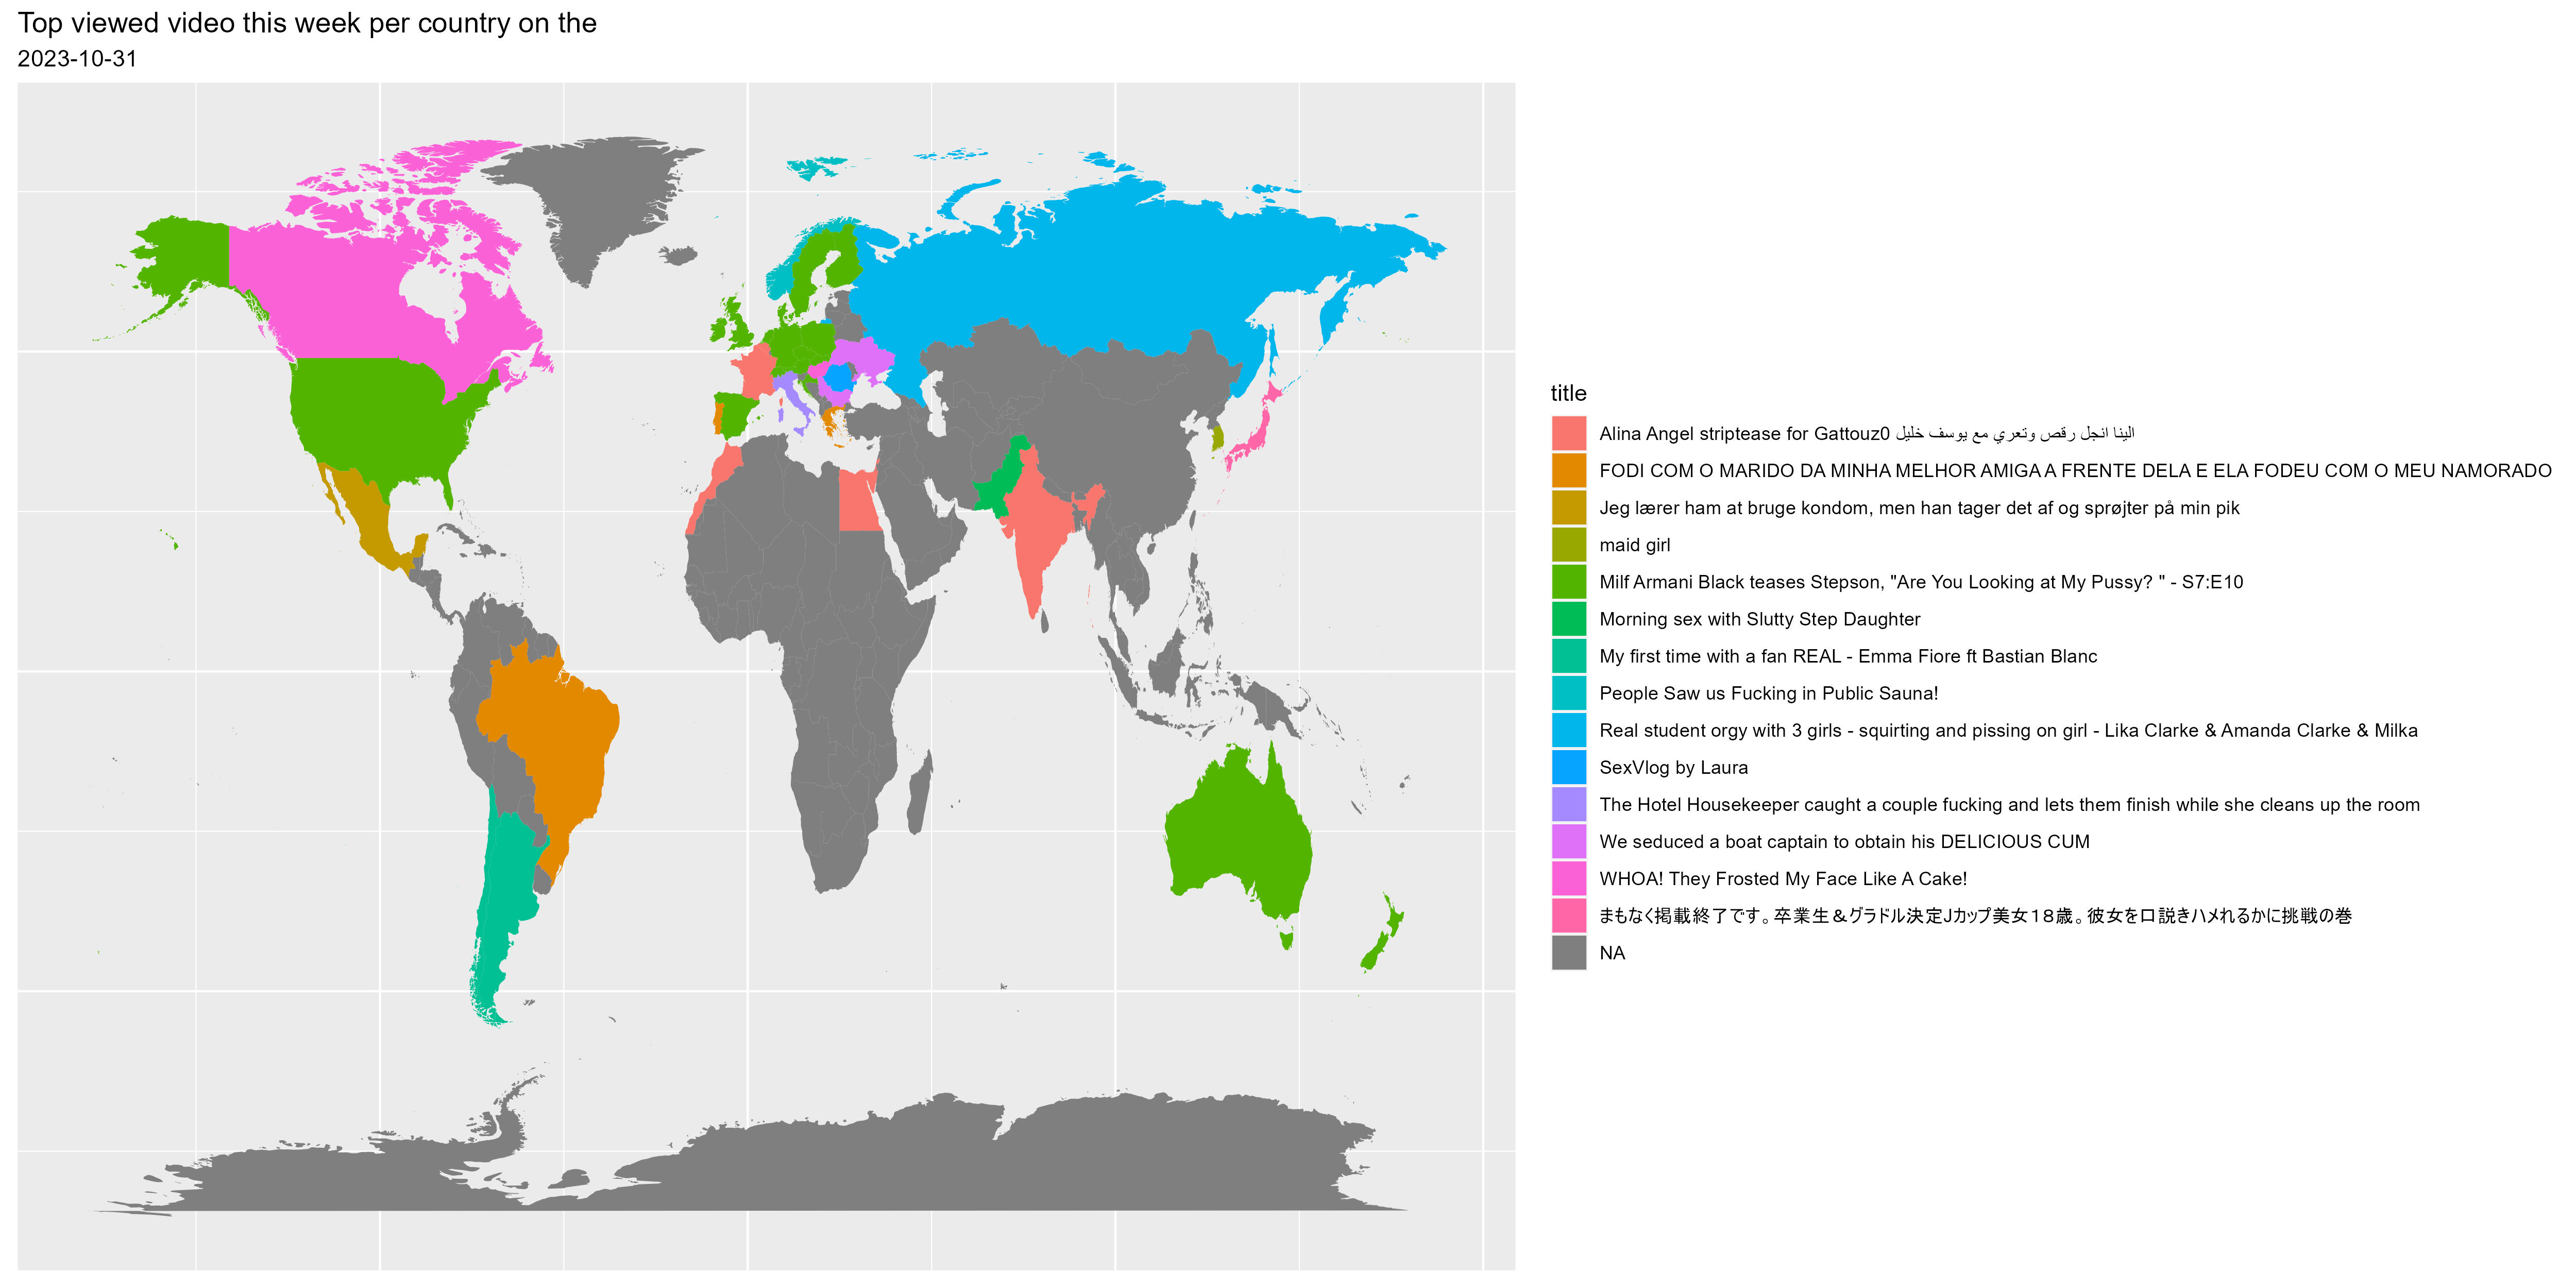 Top viewed video this week per country on the
2023-10-31
title
Alina Angel striptease for Gattouz0 الينا انجل رقص وتعري مع يوسف خليل
FODI COM O MARIDO DA MINHA MELHOR AMIGA A FRENTE DELA E ELA FODEU COM O MEU NAMORADO
Jeg lærer ham at bruge kondom, men han tager det af og sprøjter på min pik
maid girl
Milf Armani Black teases Stepson, "Are You Looking at My Pussy? " - S7:E10
Morning sex with Slutty Step Daughter
My first time with a fan REAL - Emma Fiore ft Bastian Blanc
People Saw us Fucking in Public Sauna!
Real student orgy with 3 girls - squirting and pissing on girl - Lika Clarke & Amanda Clarke & Milka
SexVlog by Laura
The Hotel Housekeeper caught a couple fucking and lets them finish while she cleans up the room
We seduced a boat captain to obtain his DELICIOUS CUM
WHOA! They Frosted My Face Like A Cake!
まもなく掲載終了です。卒業生&グラドル決定Jカップ美女18歳。彼女を口説きハメれるかに挑戦の巻
NA